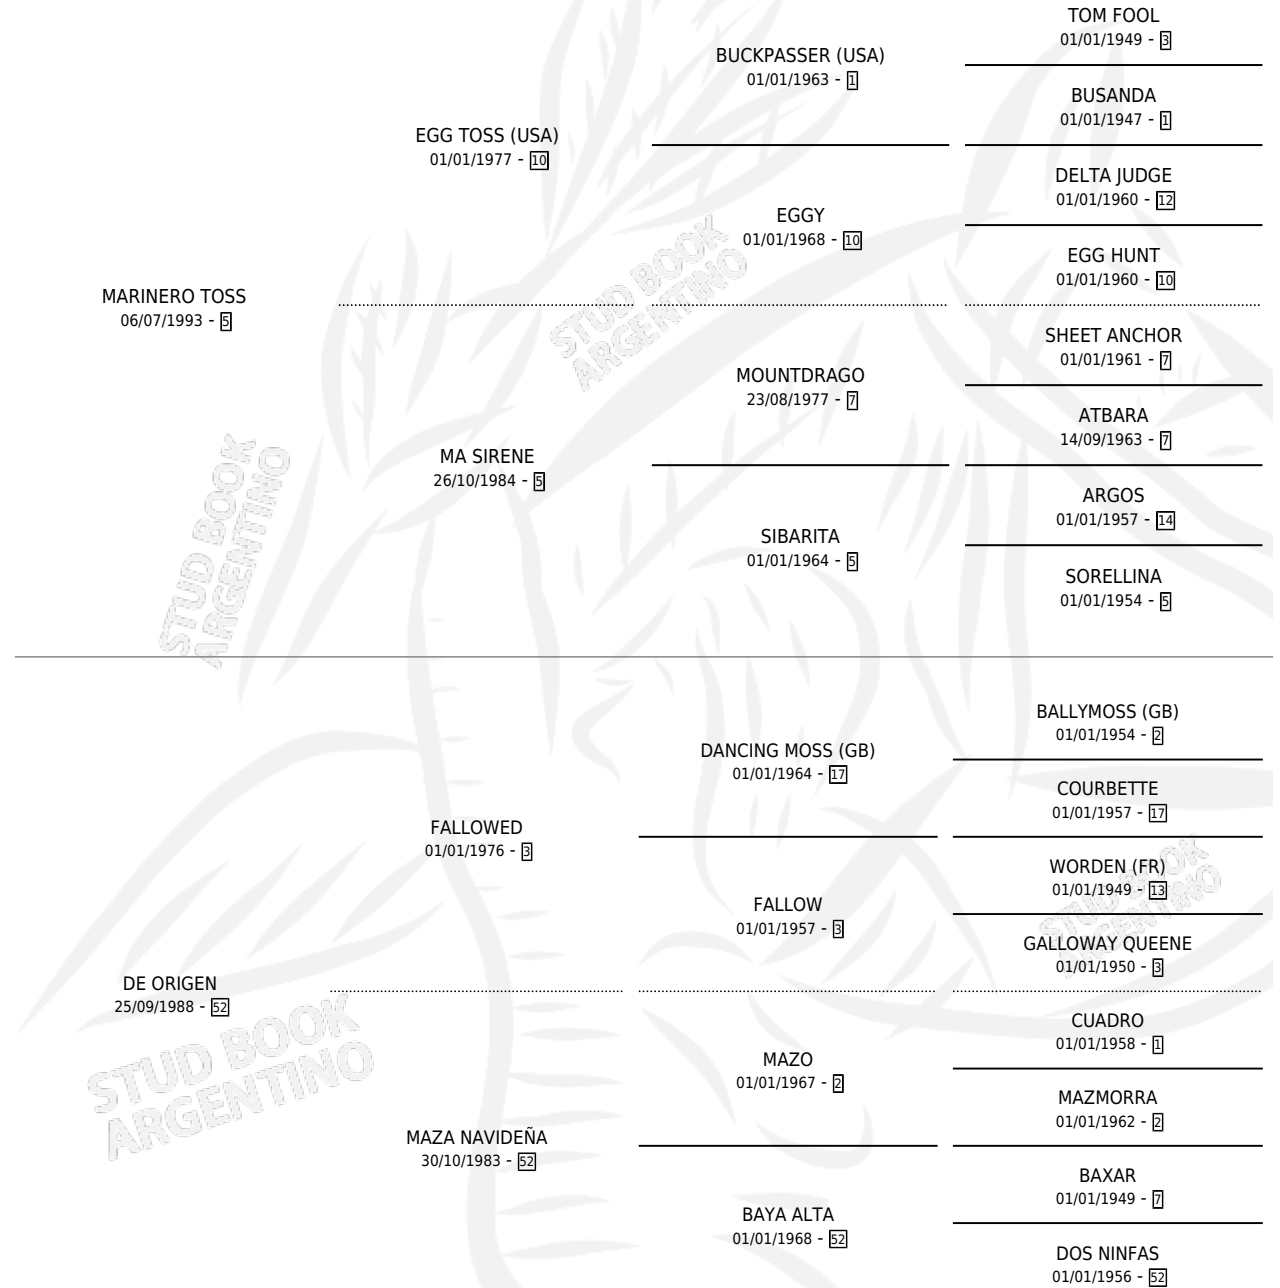 TOM FOOL
01/01/1949 - 3
BUCKPASSER (USA)
01/01/1963 - 1
BUSANDA
01/01/1947 - 1
EGG TOSS (USA)
01/01/1977 - 10
DELTA JUDGE
01/01/1960 - 12
EGGY
01/01/1968 - 10
EGG HUNT
01/01/1960 - 10
MARINERO TOSS
06/07/1993 - 5
SHEET ANCHOR
01/01/1961 - 7
MOUNTDRAGO
23/08/1977 - 7
ATBARA
14/09/1963 - 7
MA SIRENE
26/10/1984 - 5
ARGOS
01/01/1957 - 14
SIBARITA
01/01/1964 - 5
SORELLINA
01/01/1954 - 5
BALLYMOSS (GB)
01/01/1954 - 2
DANCING MOSS (GB)
01/01/1964 - 17
COURBETTE
01/01/1957 - 17
FALLOWED
01/01/1976 - 3
WORDEN (FR)
01/01/1949 - 13
FALLOW
01/01/1957 - 3
GALLOWAY QUEENE
01/01/1950 - 3
DE ORIGEN
25/09/1988 - 52
CUADRO
01/01/1958 - 1
MAZO
01/01/1967 - 2
MAZMORRA
01/01/1962 - 2
MAZA NAVIDEÑA
30/10/1983 - 52
BAXAR
01/01/1949 - 7
BAYA ALTA
01/01/1968 - 52
DOS NINFAS
01/01/1956 - 52
STUD BOOK
ARGENTINO
STUD BOOK
ARGENTINO
STUD BOOK
ARGENTINO
STUD BOOK
ARGENTINO